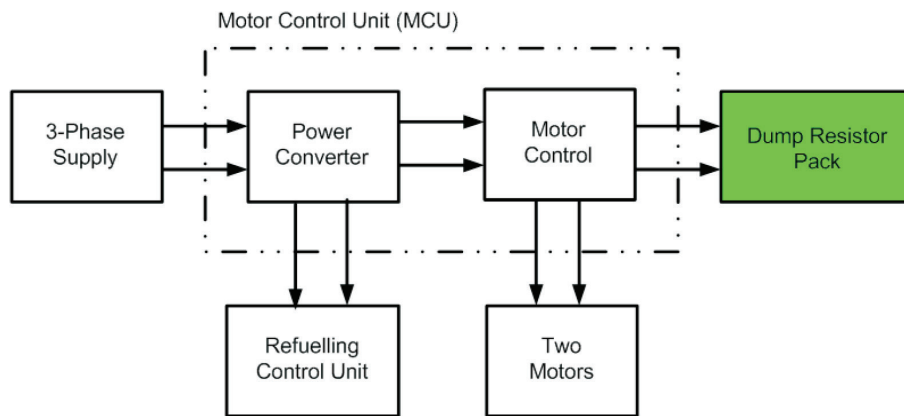 Motor Control Unit (MCU)
3-Phase
Supply
Power
Converter
Motor
Control
Dump Resistor
Pack
Refuelling
Control Unit
Two
Motors